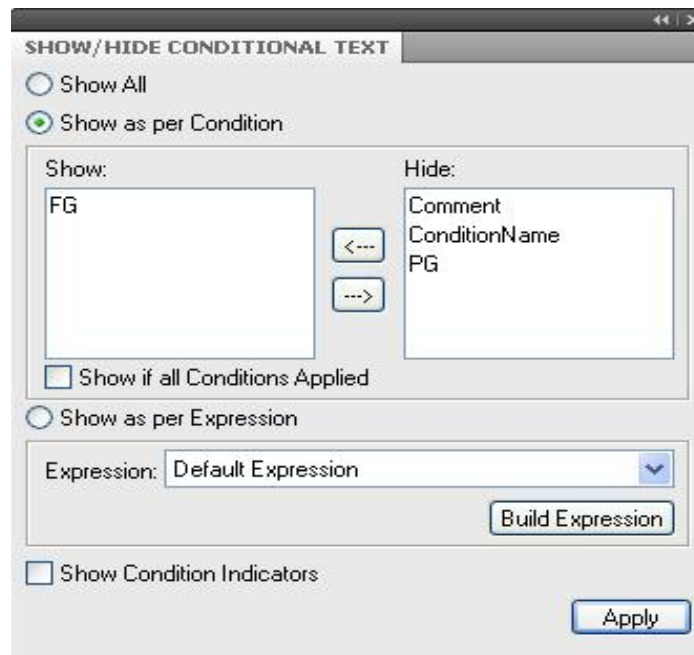 SHOW/HIDE CONDITIONAL TEXT
Show All
Show as per Condition
Show:
Hide:
FG
Comment
ConditionName
PG
<---
--->
Show if all Conditions Applied
Show as per Expression
Expression: Default Expression
Build Expression
Show Condition Indicators
Apply